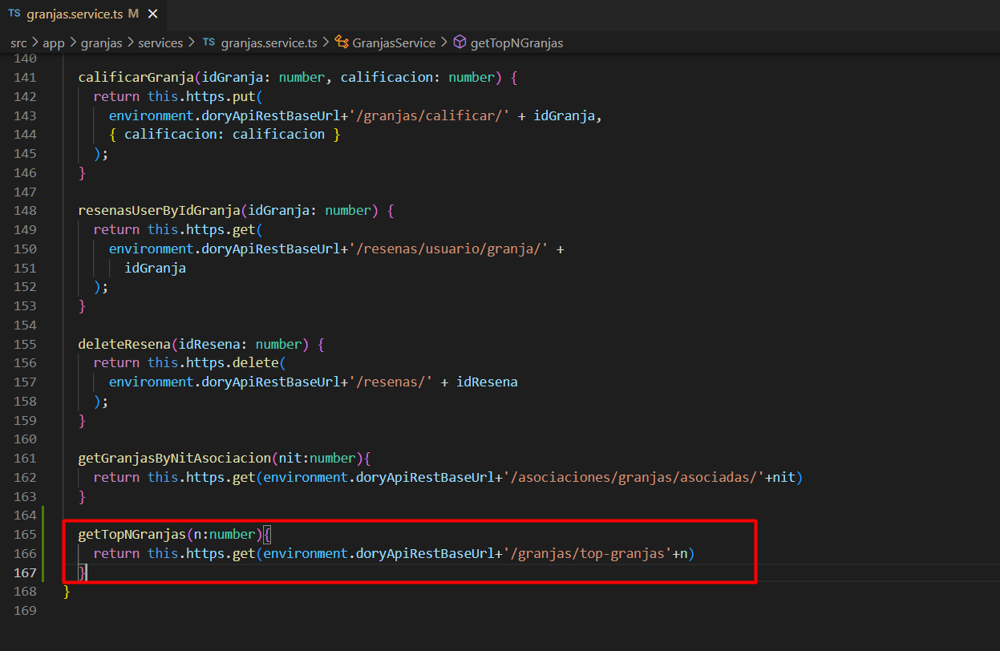 TS granjas.service.ts M ×
src > app > granjas > services > TS granjas.service.ts > GranjasService > getTopNGranjas
140
141 calificarGranja(idGranja: number, calificacion: number) {
142 return this.https.put(
143 environment.doryApiRestBaseUrl+'/granjas/calificar/' + idGranja,
144 { calificacion: calificacion }
145 );
146 }
147
148 resenasUserByIdGranja(idGranja: number) {
149 return this.https.get(
150 environment.doryApiRestBaseUrl+'/resenas/usuario/granja/' +
151 idGranja
152 );
153 }
154
155 deleteResena(idResena: number) {
156 return this.https.delete(
157 environment.doryApiRestBaseUrl+'/resenas/' + idResena
158 );
159 }
160
161 getGranjasByNitAsociacion(nit:number){
162 return this.https.get(environment.doryApiRestBaseUrl+'/asociaciones/granjas/asociadas/'+nit)
163 }
164
165 getTopNGranjas(n:number){
166 return this.https.get(environment.doryApiRestBaseUrl+'/granjas/top-granjas'+n)
167 }
168 }
169